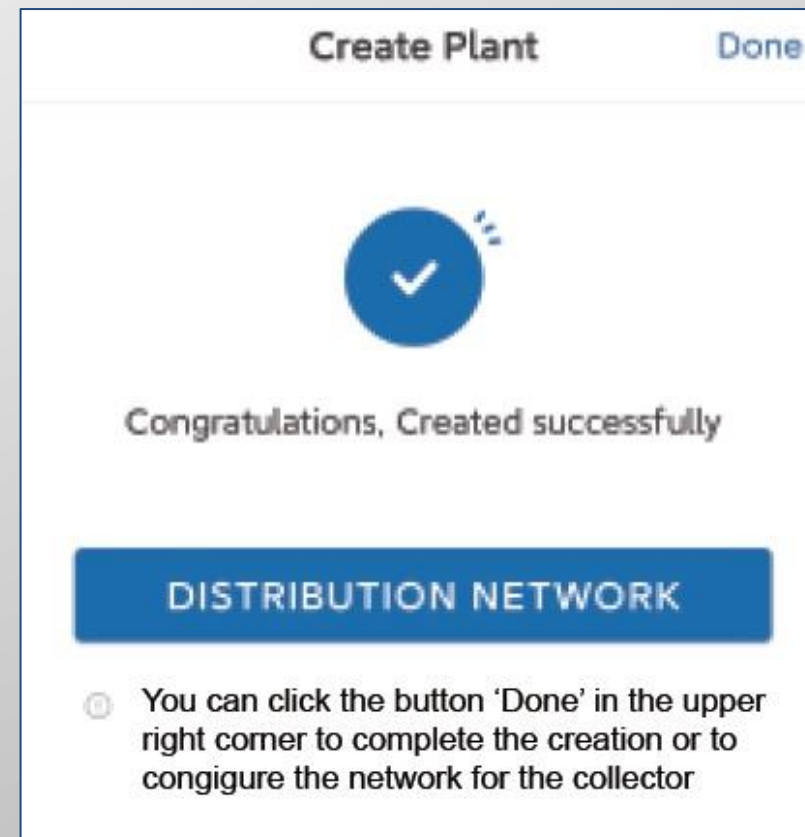 Create Plant Done
Congratulations, Created successfully
DISTRIBUTION NETWORK
You can click the button ‘Done’ in the upper
right corner to complete the creation or to
congigure the network for the collector